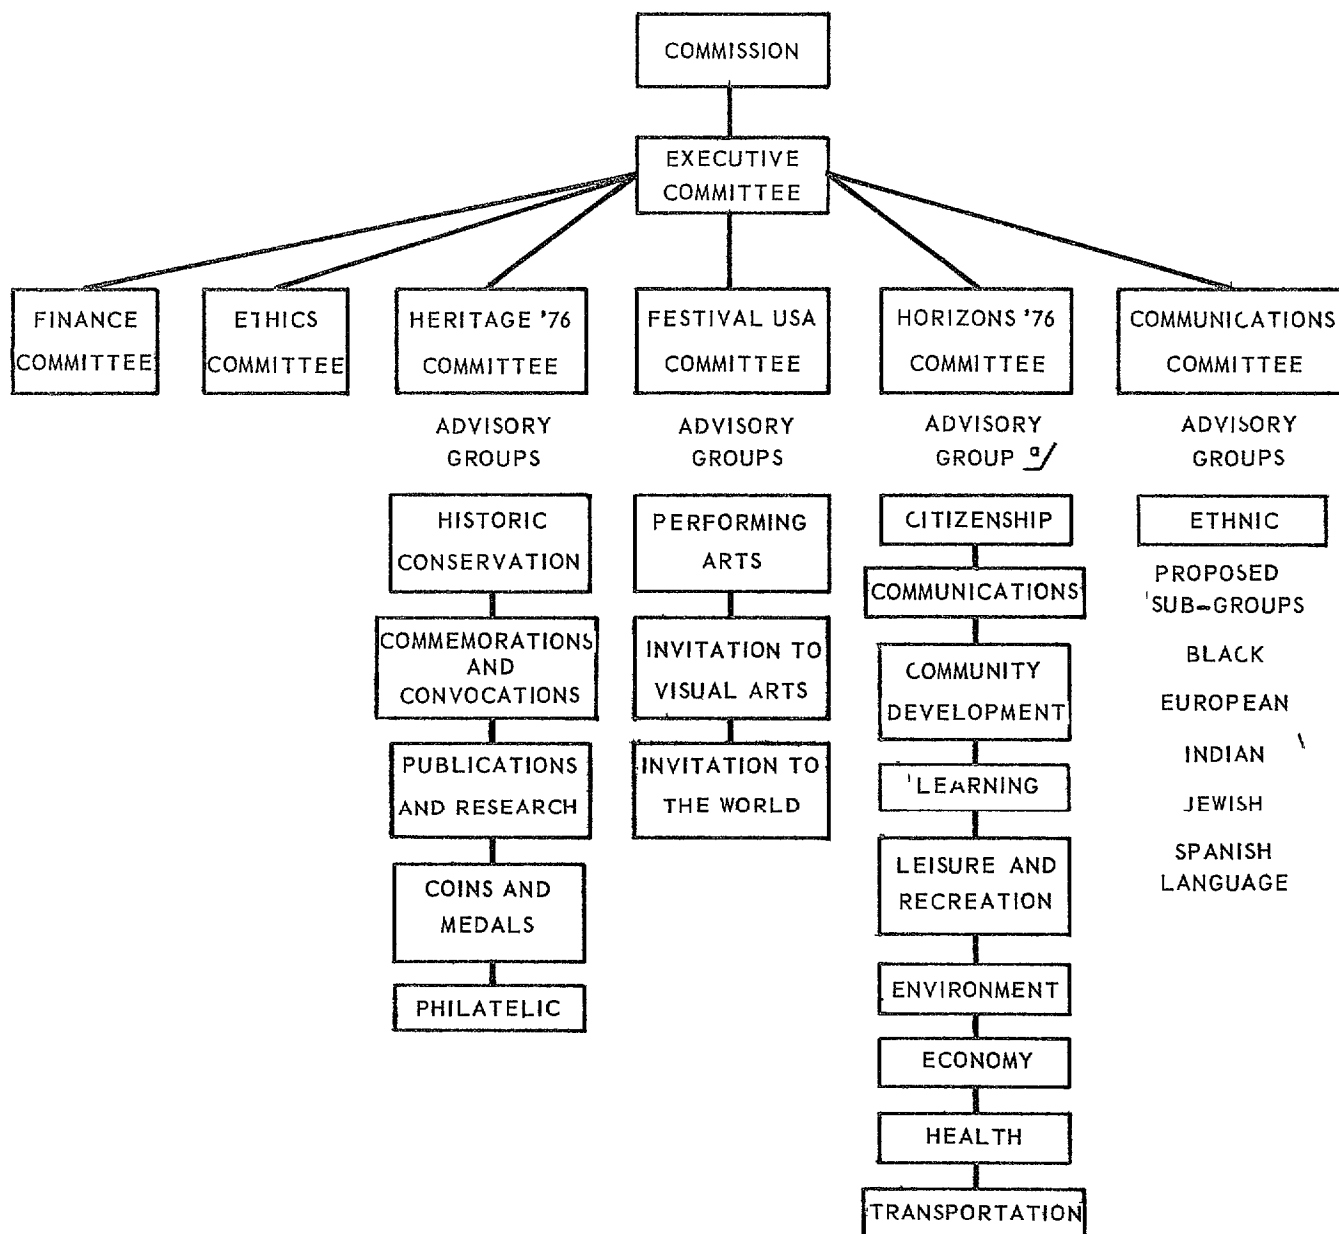 COMMISSION
EXECUTIVE
COMMITTEE
FINANCE
COMMITTEE
ETHICS
COMMITTEE
HERITAGE '76
COMMITTEE
FESTIVAL USA
COMMITTEE
HORIZONS '76
COMMITTEE
COMMUNICATIONS
COMMITTEE
ADVISORY
GROUPS
HISTORIC
CONSERVATION
COMMEMORATIONS
AND
CONVOCATIONS
PUBLICATIONS
AND RESEARCH
COINS AND
MEDALS
PHILATELIC
ADVISORY
GROUPS
PERFORMING
ARTS
INVITATION TO
VISUAL ARTS
INVITATION TO
THE WORLD
ADVISORY
GROUP a/
CITIZENSHIP
COMMUNICATIONS
COMMUNITY
DEVELOPMENT
LEARNING
LEISURE AND
RECREATION
ENVIRONMENT
ECONOMY
HEALTH
TRANSPORTATION
ADVISORY
GROUPS
ETHNIC
PROPOSED
SUB-GROUPS
BLACK
EUROPEAN
INDIAN
JEWISH
SPANISH
LANGUAGE